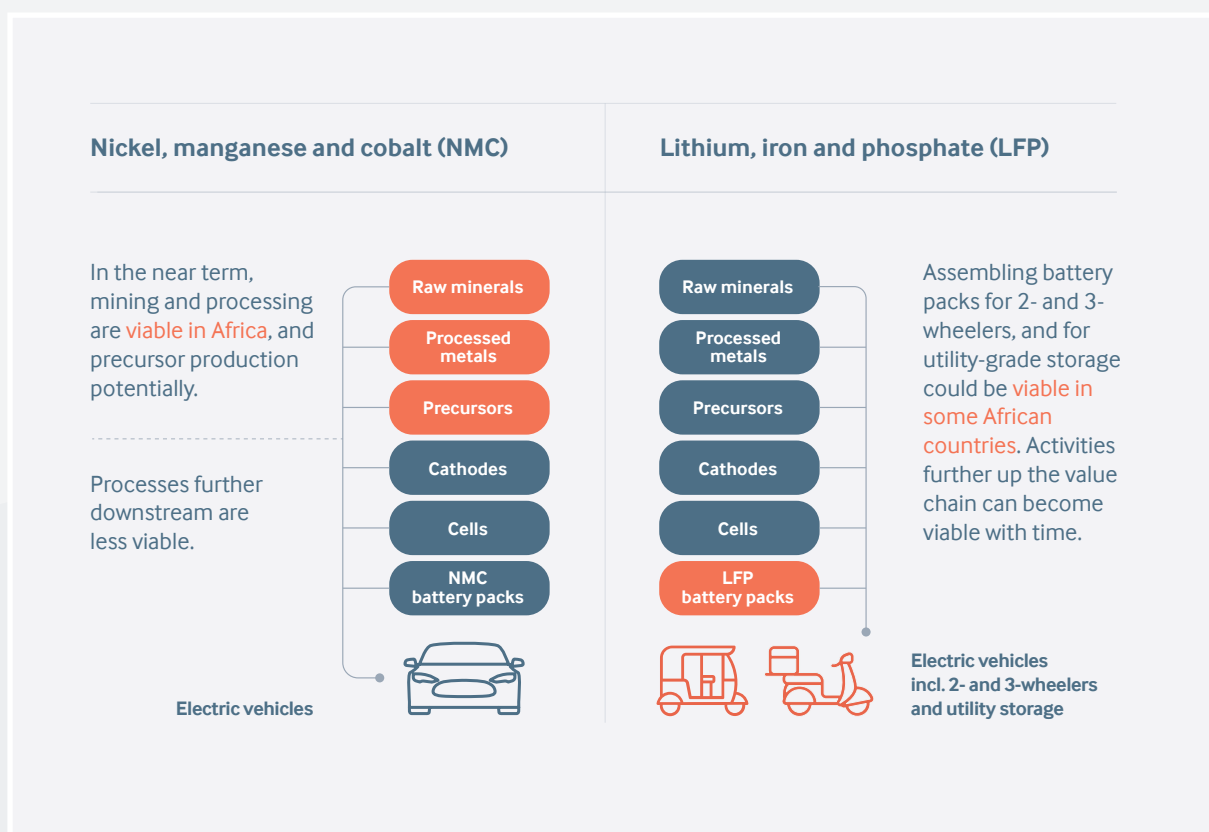 Nickel, manganese and cobalt (NMC)
In the near term,
mining and processing
are viable in Africa, and
precursor production
potentially.
Processes further
downstream are
less viable.
Raw minerals
Processed
metals
Precursors
Cathodes
Cells
NMC
battery packs
Electric vehicles
Lithium, iron and phosphate (LFP)
Raw minerals
Processed
metals
Precursors
Cathodes
Cells
LFP
battery packs
Assembling battery
packs for 2- and 3-
wheelers, and for
utility-grade storage
could be viable in
some African
countries. Activities
further up the value
chain can become
viable with time.
Electric vehicles
incl. 2- and 3-wheelers
and utility storage